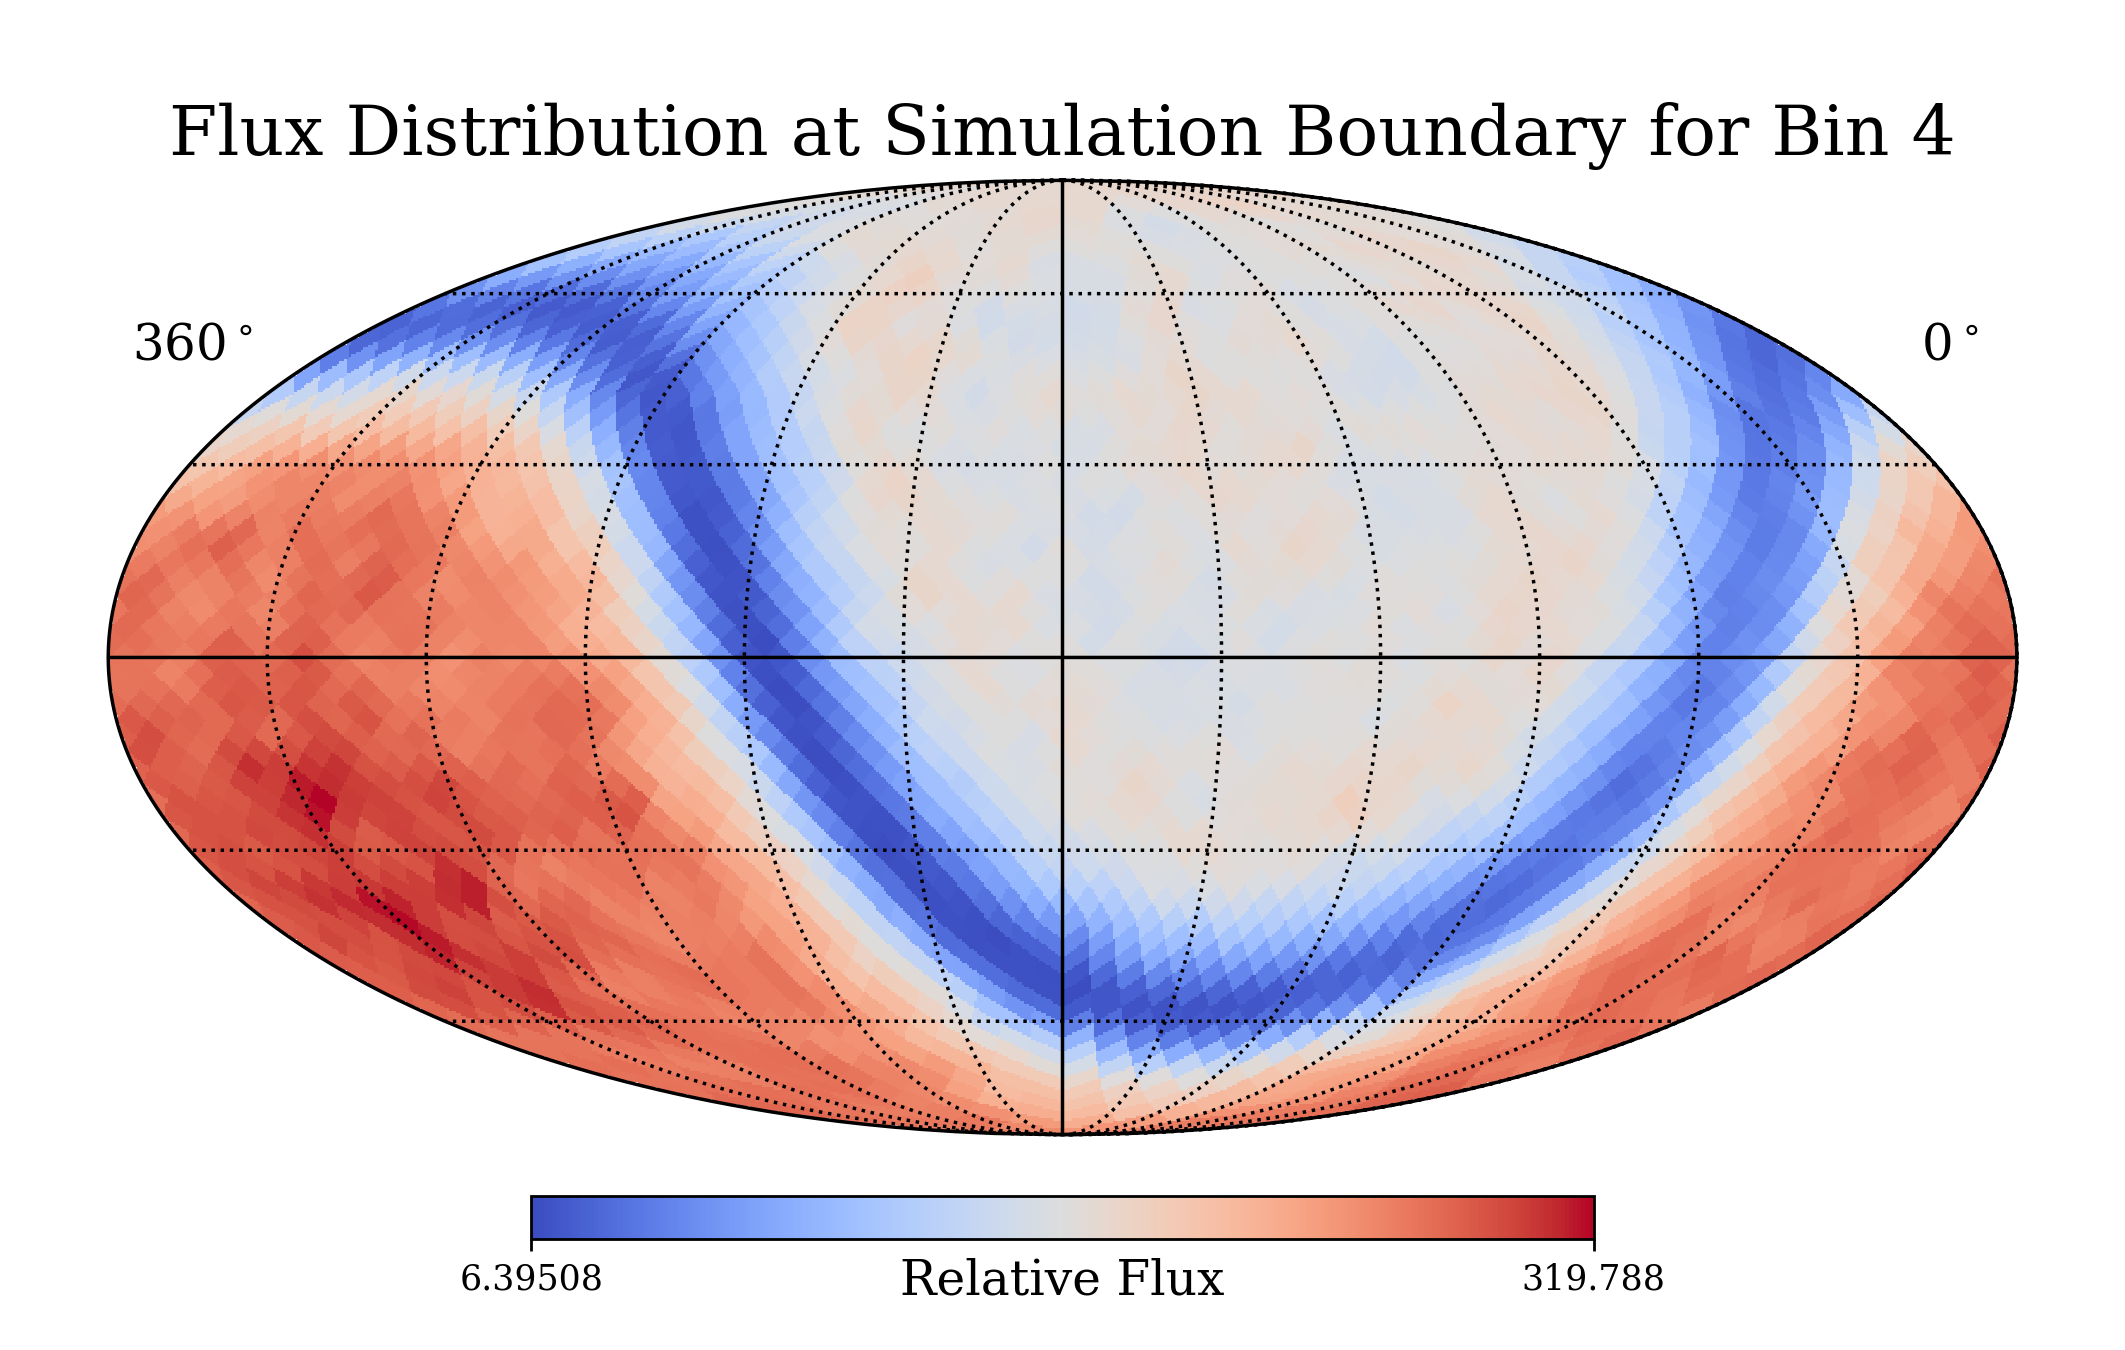 Flux Distribution at Simulation Boundary for Bin 4
360°
0°
6.39508
Relative Flux
319.788